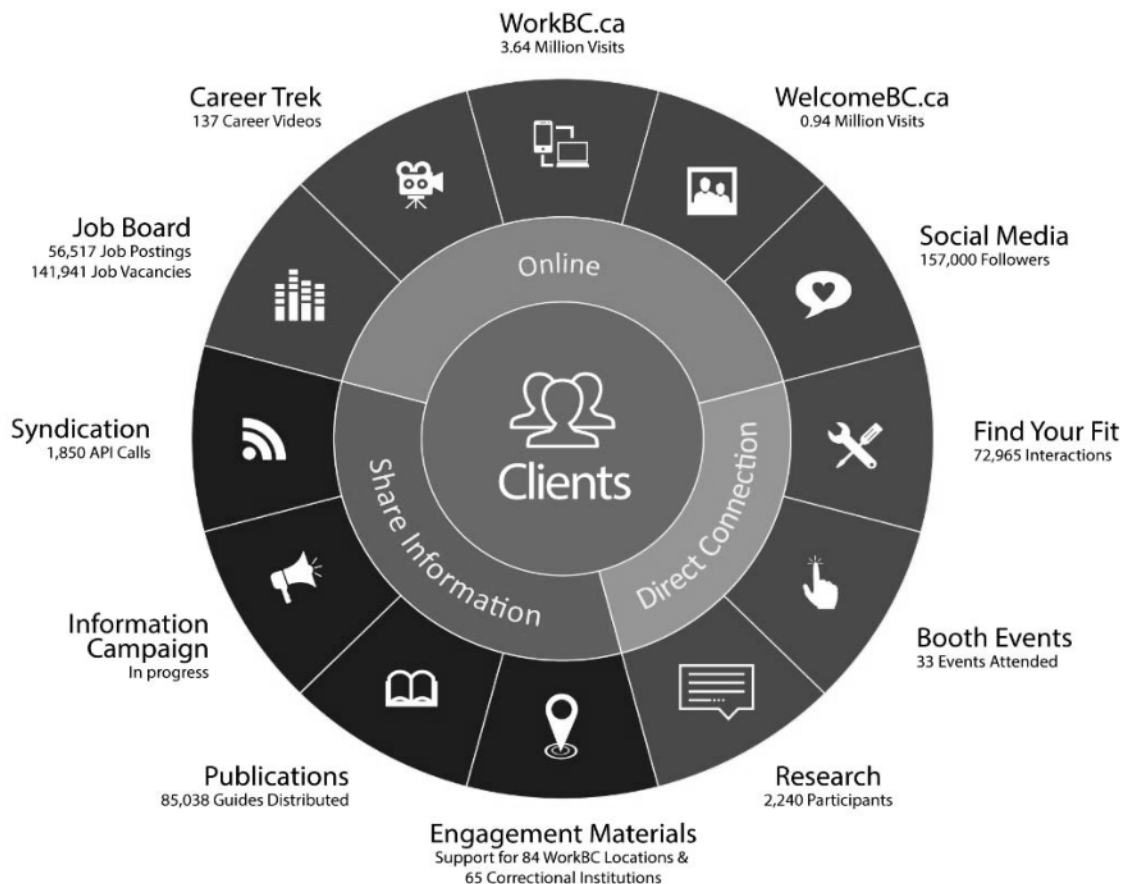 WorkBC.ca
3.64 Million Visits
WelcomeBC.ca
0.94 Million Visits
Social Media
157,000 Followers
Find Your Fit
72,965 Interactions
Booth Events
33 Events Attended
Research
2,240 Participants
Engagement Materials
Support for 84 WorkBC Locations &
65 Correctional Institutions
Publications
85,038 Guides Distributed
Information
Campaign
In progress
Syndication
1,850 API Calls
Job Board
56,517 Job Postings
141,941 Job Vacancies
Career Trek
137 Career Videos
Online
Direct Connection
Share Information
Clients